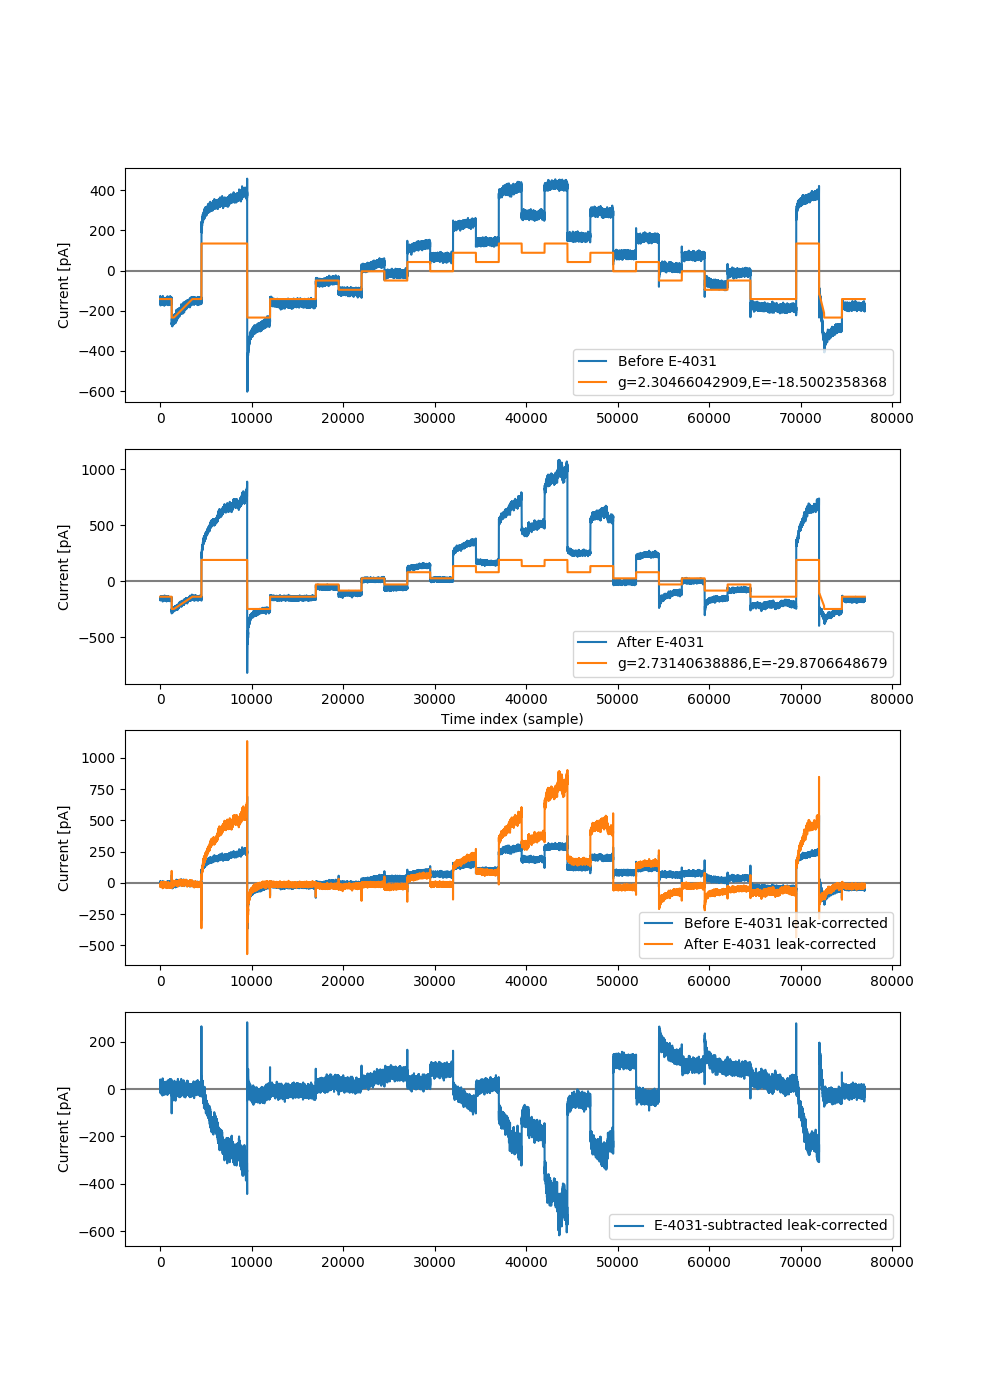 400
200
0
−200
−400
−600
Current [pA]
Before E-4031
g=2.30466042909,E=-18.5002358368
0 10000 20000 30000 40000 50000 60000 70000 80000
1000
500
0
−500
Current [pA]
After E-4031
g=2.73140638886,E=-29.8706648679
0 10000 20000 30000 40000 50000 60000 70000 80000
Time index (sample)
1000
750
500
250
0
−250
−500
Current [pA]
Before E-4031 leak-corrected
After E-4031 leak-corrected
0 10000 20000 30000 40000 50000 60000 70000 80000
200
0
−200
−400
−600
Current [pA]
E-4031-subtracted leak-corrected
0 10000 20000 30000 40000 50000 60000 70000 80000